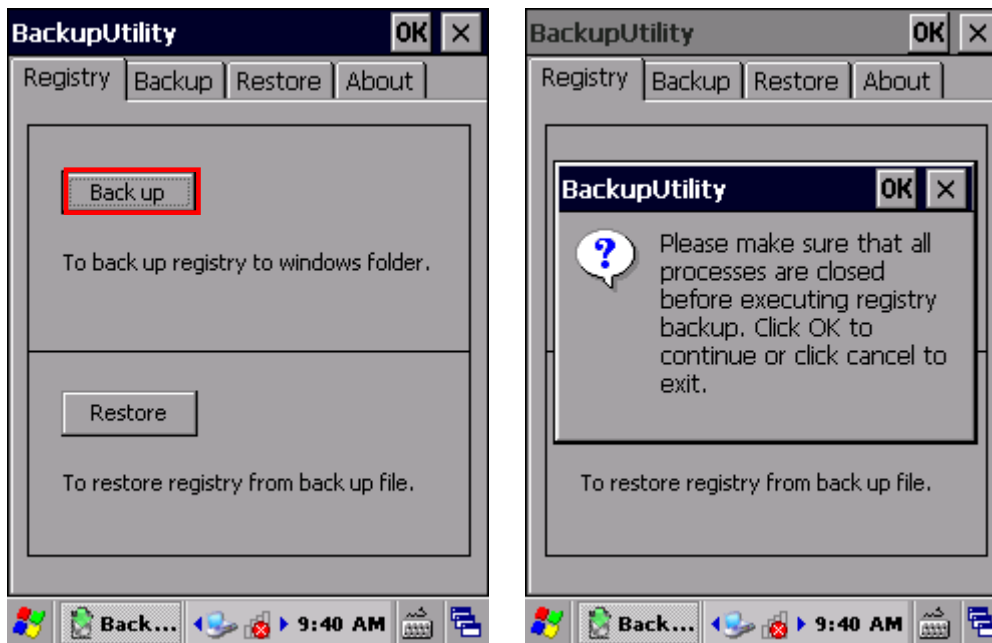 BackupUtility OK
Registry Backup Restore About
Back up
To back up registry to windows folder.
Restore
To restore registry from back up file.
Back... 9:40 AM
BackupUtility OK
Registry Backup Restore About
BackupUtility OK
Please make sure that all
processes are closed
before executing registry
backup. Click OK to
continue or click cancel to
exit.
To restore registry from back up file.
Back... 9:40 AM